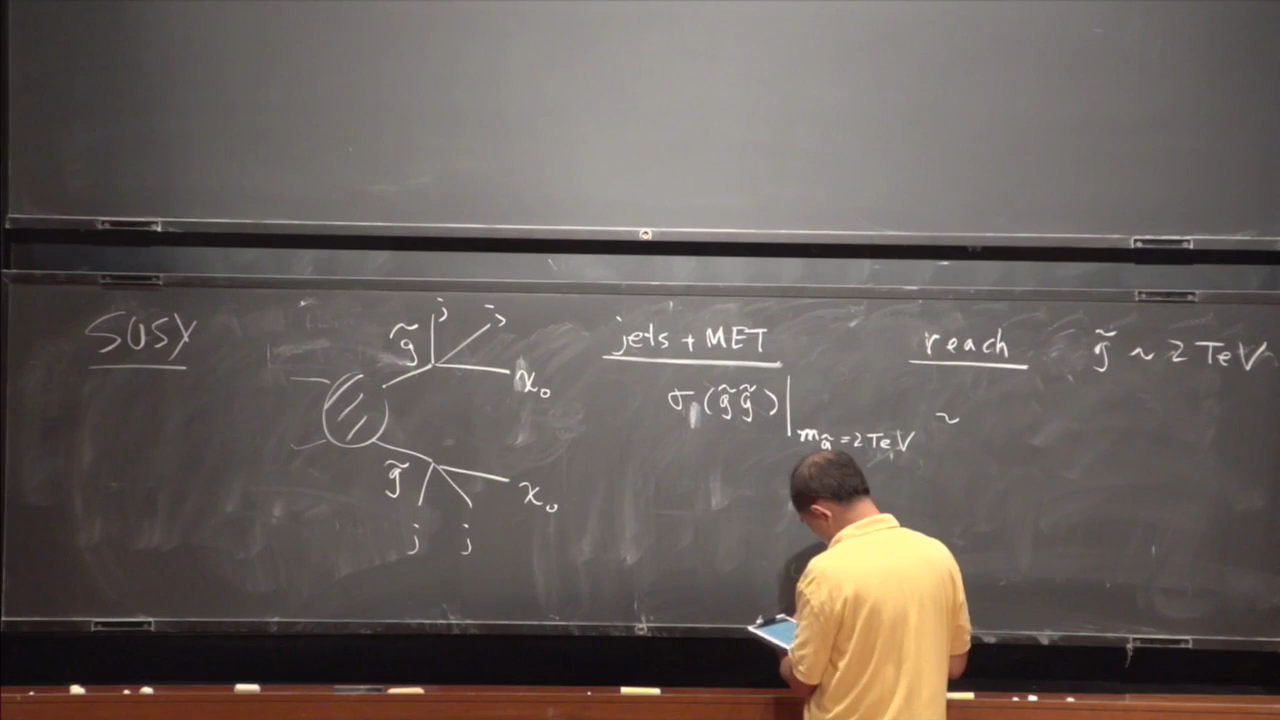 SUSY
g̃ j j
χ₀
g̃
χ₀
j j
jets + MET
σ(g̃g̃)|m_g̃ = 2 TeV ~
reach g̃ ~ 2 TeV